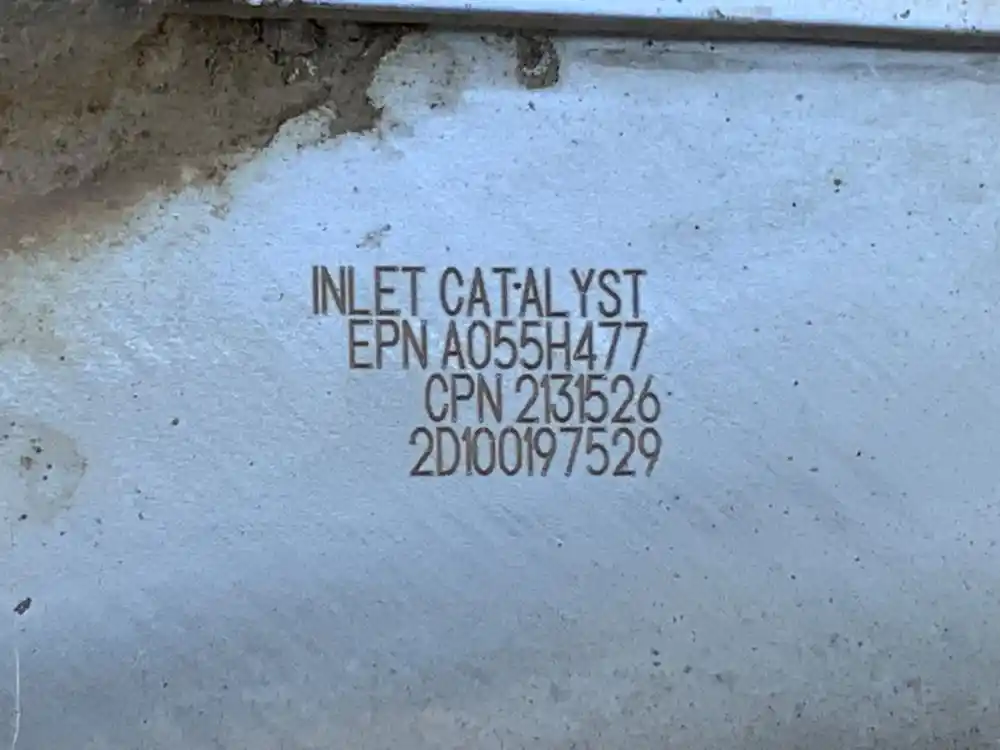 INLET CATALYST
EPN A055H477
CPN 2131526
2D100197529